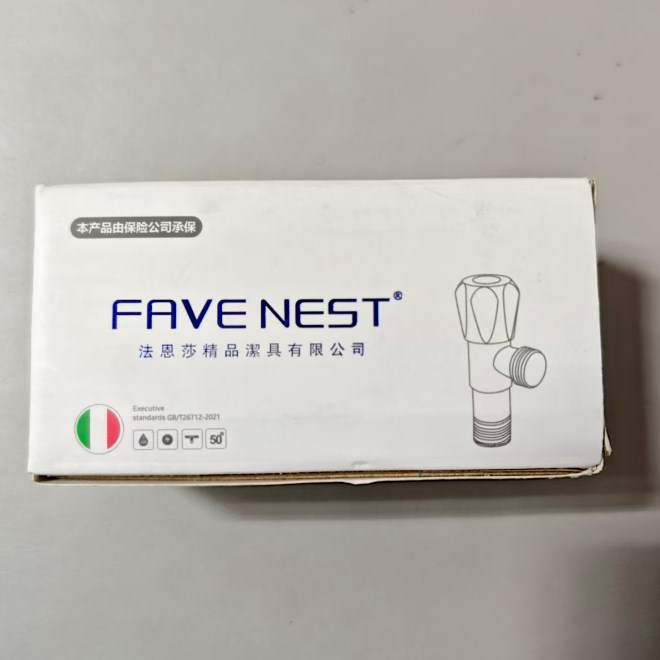 本产品由保险公司承保
FAVE NEST®
法恩莎精品潔具有限公司
Executive
standards GB/T26712-2021
50°